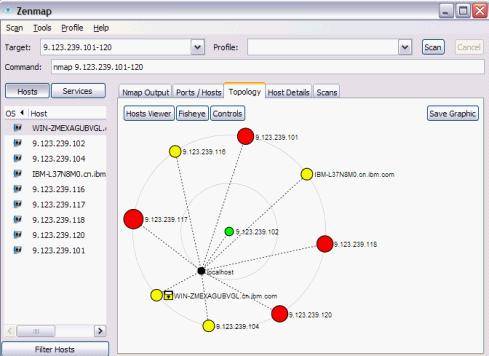 Zenmap
Scan Tools Profile Help
Target: 9.123.239.101-120 Profile: Scan Cancel
Command: nmap 9.123.239.101-120
Hosts Services
Nmap Output Ports / Hosts Topology Host Details Scans
OS Host
Hosts Viewer Fisheye Controls Save Graphic
WIN-ZMEXAGUBVGL.
9.123.239.102
9.123.239.104
IBM-L37N8M0.cn.ibm
9.123.239.116
9.123.239.117
9.123.239.118
9.123.239.120
9.123.239.101
9.123.239.101
9.123.239.116
IBM-L37N8M0.cn.ibm.com
9.123.239.117
9.123.239.102
9.123.239.118
localhost
WIN-ZMEXAGUBVGL.cn.ibm.com
9.123.239.120
9.123.239.104
Filter Hosts